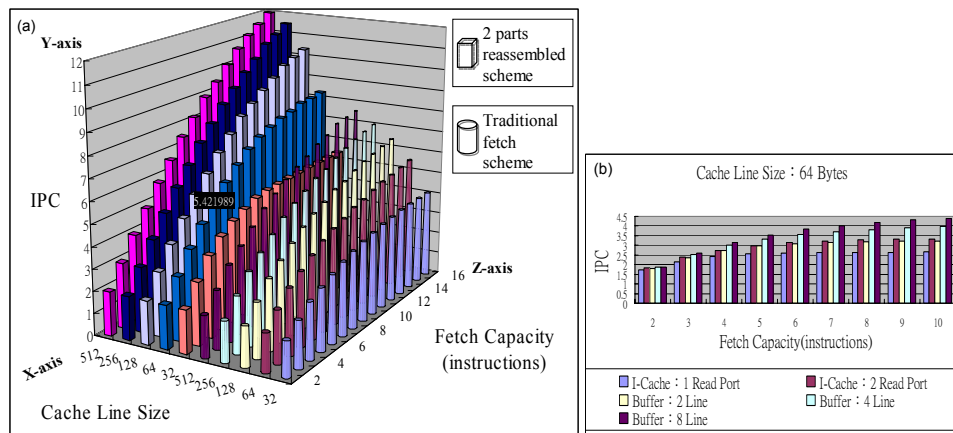 (a)
Y-axis
12
11
10
9
8
7
6
5
4
3
2
1
0
IPC
5.421989
2 parts
reassembled
scheme
Traditional
fetch
scheme
X-axis
512
256
128
64
32
512
256
128
64
32
Cache Line Size
2
4
6
8
10
12
14
16
Z-axis
Fetch Capacity
(instructions)
(b)
Cache Line Size：64 Bytes
4.5
4
3.5
3
2.5
2
1.5
1
0.5
0
IPC
2 3 4 5 6 7 8 9 10
Fetch Capacity(instructions)
I-Cache：1 Read Port
I-Cache：2 Read Port
Buffer：2 Line
Buffer：4 Line
Buffer：8 Line